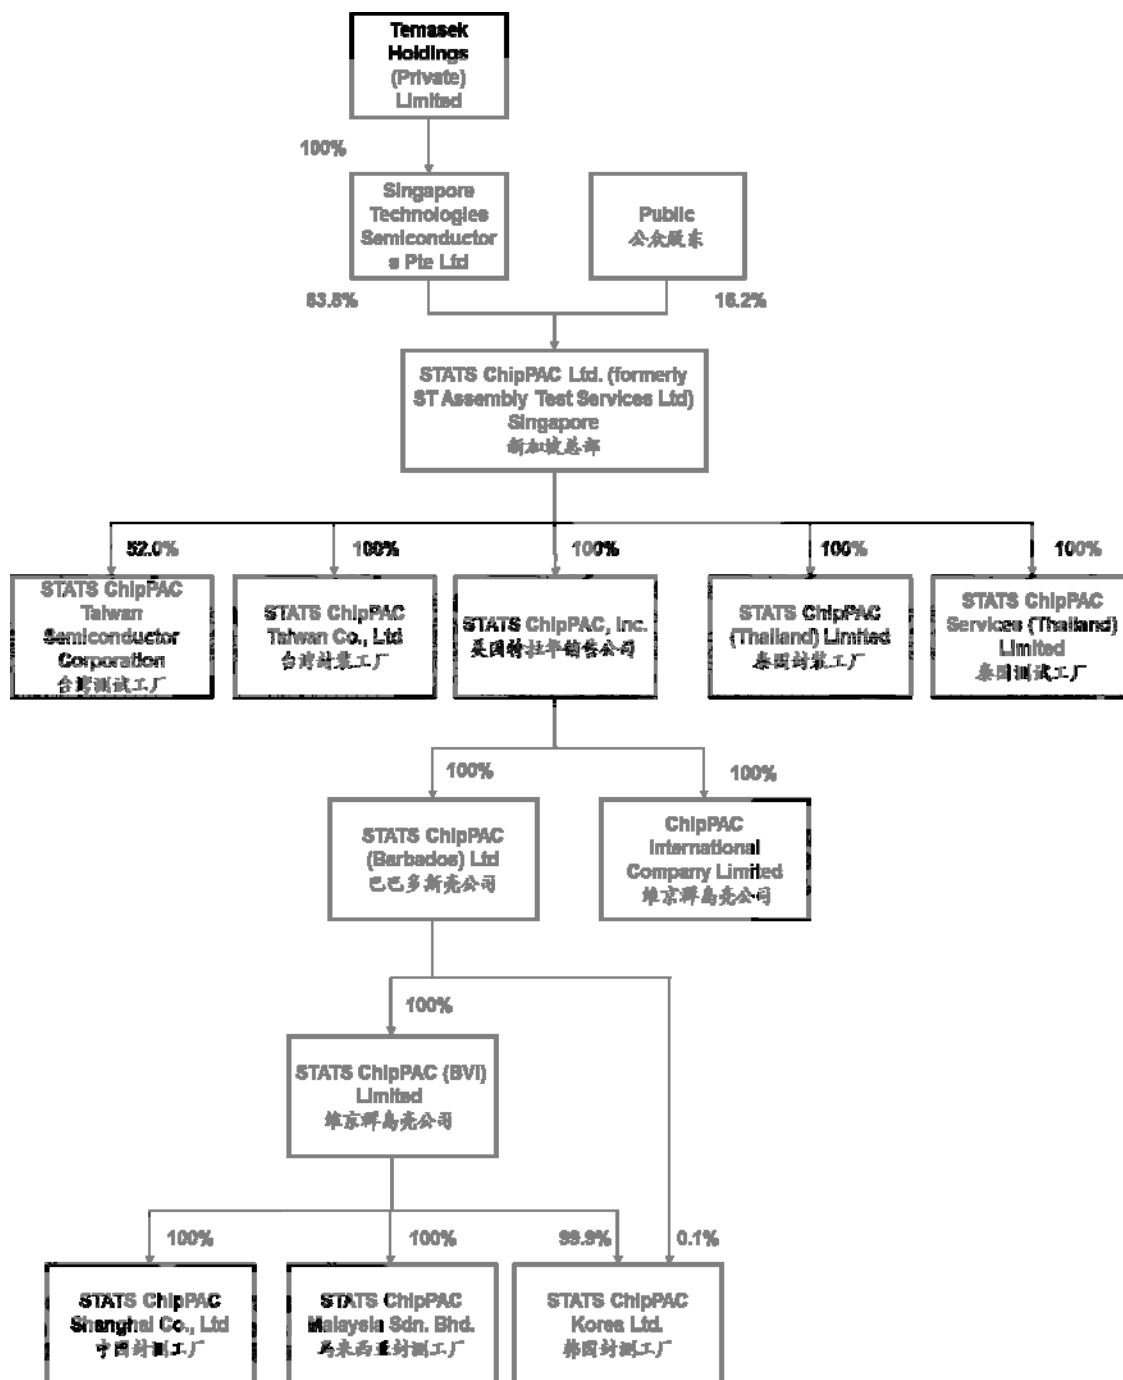 Temasek
Holdings
(Private)
Limited
100%
Singapore
Technologies
Semiconductor
s Pte Ltd
Public
公众股东
83.8%
16.2%
STATS ChipPAC Ltd. (formerly
ST Assembly Test Services Ltd)
Singapore
新加坡总部
52.0%
100%
100%
100%
100%
STATS ChipPAC
Taiwan
Semiconductor
Corporation
台湾测试工厂
STATS ChipPAC
Taiwan Co., Ltd
台湾封装工厂
STATS ChipPAC, Inc.
美国特拉华销售公司
STATS ChipPAC
(Thailand) Limited
泰国封装工厂
STATS ChipPAC
Services (Thailand)
Limited
泰国测试工厂
100%
100%
STATS ChipPAC
(Barbados) Ltd
巴巴多斯壳公司
ChipPAC
International
Company Limited
维京群岛壳公司
100%
STATS ChipPAC (BVI)
Limited
维京群岛壳公司
100%
100%
99.9%
0.1%
STATS ChipPAC
Shanghai Co., Ltd
中国封测工厂
STATS ChipPAC
Malaysia Sdn. Bhd.
马来西亚封测工厂
STATS ChipPAC
Korea Ltd.
韩国封测工厂